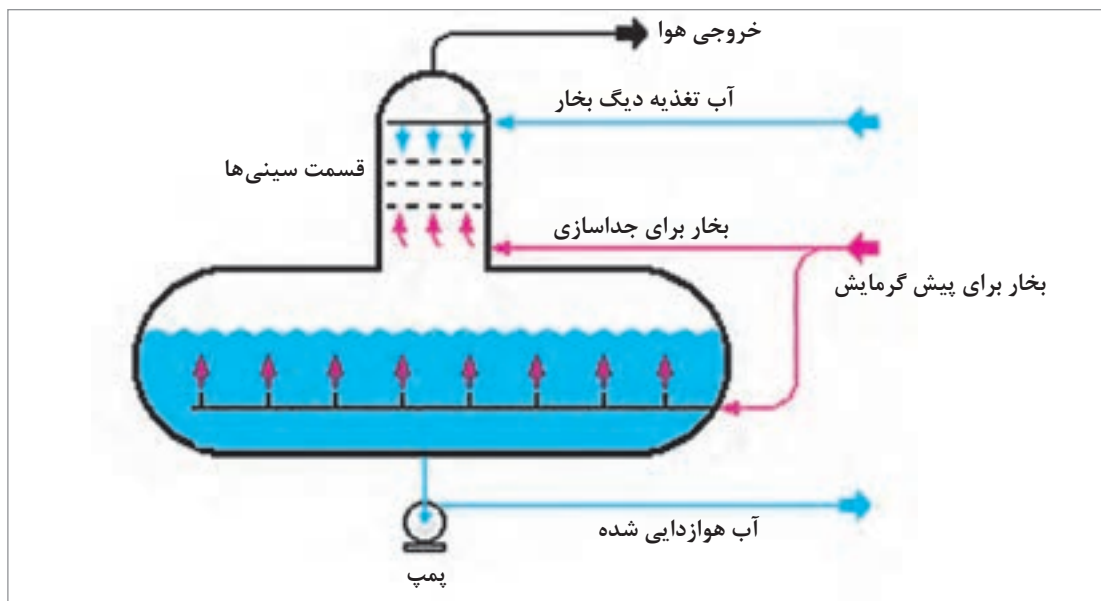 خروجی هوا
آب تغذیه دیگ بخار
قسمت سینی‌ها
بخار برای جداسازی
بخار برای پیش گرمایش
آب هوازدایی شده
پمپ